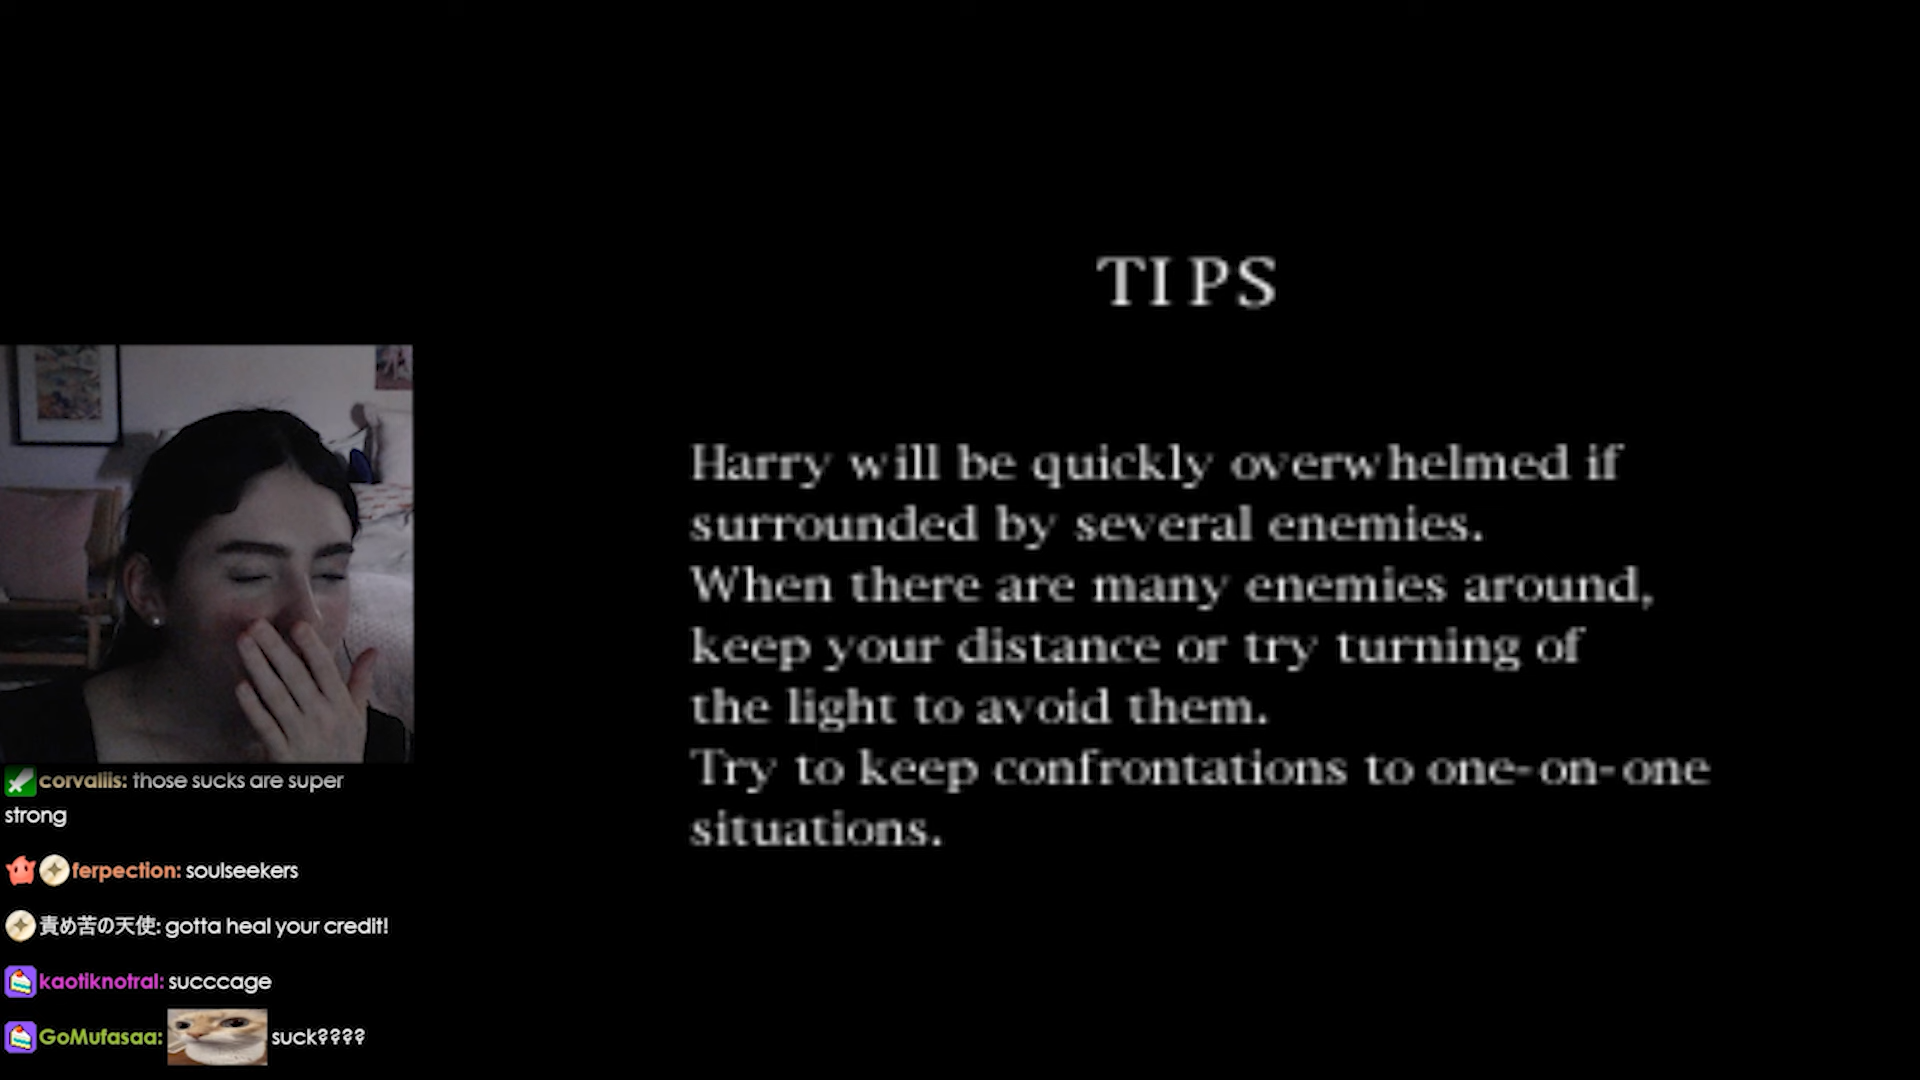 TIPS
Harry will be quickly overwhelmed if
surrounded by several enemies.
When there are many enemies around,
keep your distance or try turning of
the light to avoid them.
Try to keep confrontations to one-on-one
situations.
corvaliis: those sucks are super
strong
ferpection: soulseekers
責め苦の天使: gotta heal your credit!
kaotiknotral: succcage
GoMufasaa: suck????